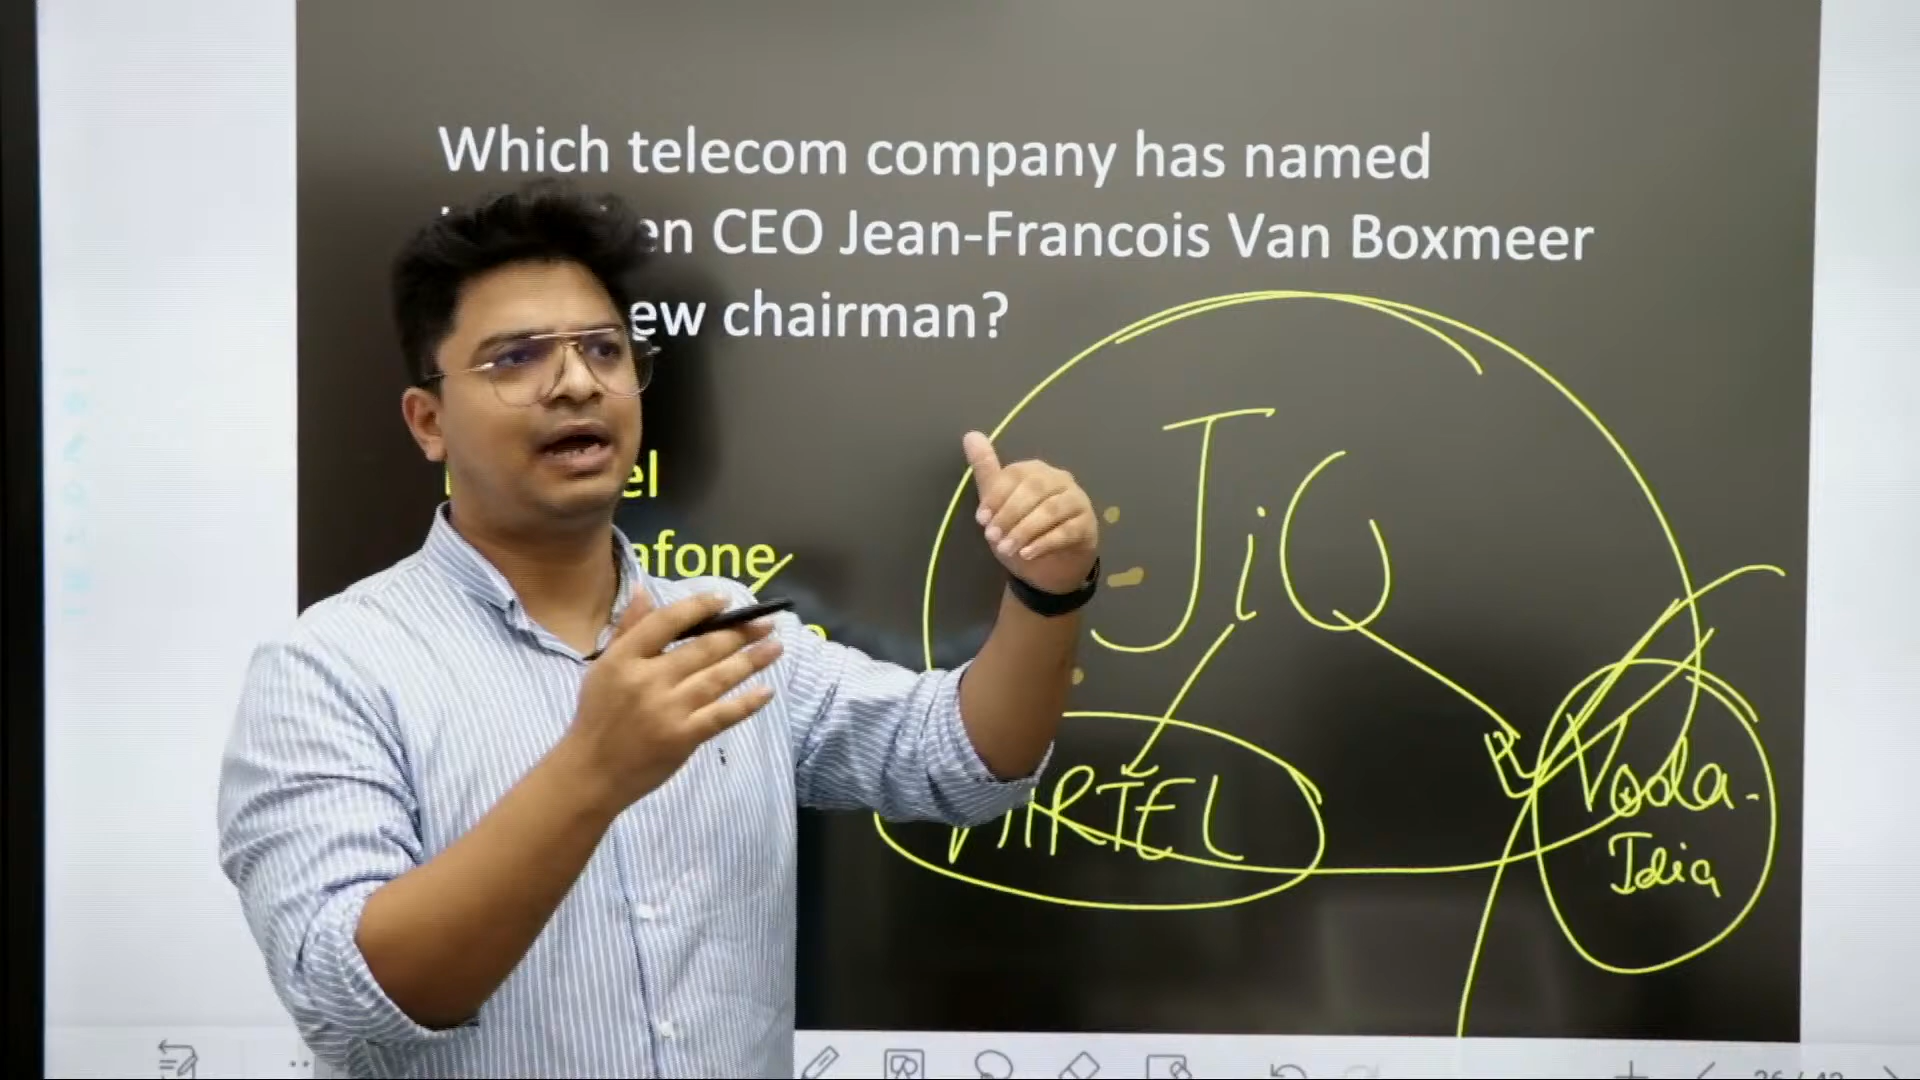 Which telecom company has named
en CEO Jean-Francois Van Boxmeer
ew chairman?
el
afone
JiO
AIRTEL
Voda-
Idia